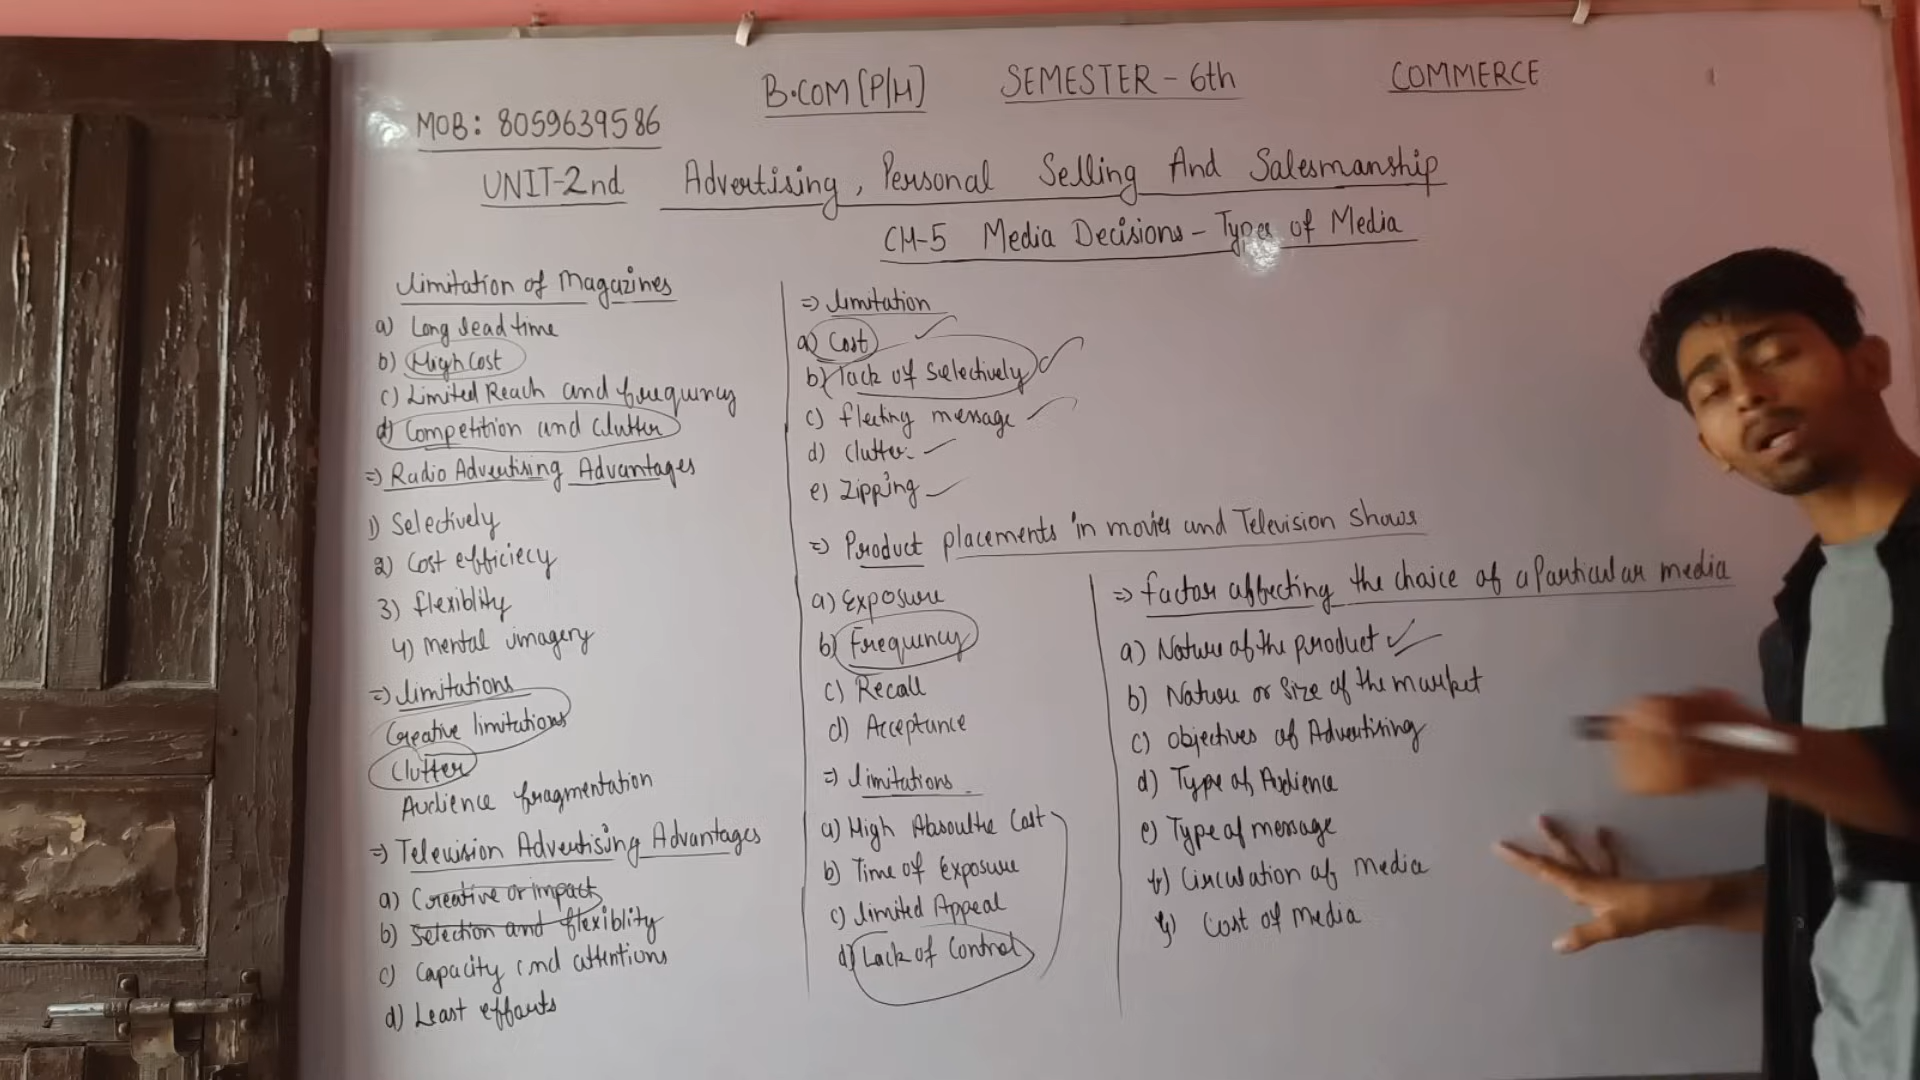 B.COM [P/H] SEMESTER - 6th COMMERCE
MOB: 8059639586
UNIT-2nd Advertising, Personal Selling And Salesmanship
CH-5 Media Decisions - Types of Media
limitation of Magazines
a) Long lead time
b) High Cost
c) Limited Reach and frequency
d) Competition and Clutter
=) Radio Advertising Advantages
1) Selectively
2) Cost efficiecy
3) flexiblity
4) mental imagery
=) limitations
Creative limitations
Clutter
Audience fragmentation
=) Television Advertising Advantages
a) Creative or impact
b) Selection and flexiblity
c) Capacity and attentions
d) Least effauts
=) limitation
a) Cost
b) lack of Selectively
c) fleeting message
d) Clutter
e) Zipping
=) Product placements in movies and Television shows
a) Exposure
b) Frequency
c) Recall
d) Acceptance
=) limitations
a) High Absoulte Cost
b) Time of Exposure
c) limited Appeal
d) Lack of Control
=) factor affecting the choice of a particular media
a) Nature of the product
b) Nature or Size of the market
c) Objectives of Advertising
d) Type of Audience
e) Type of message
f) Circulation of Media
g) Cost of Media